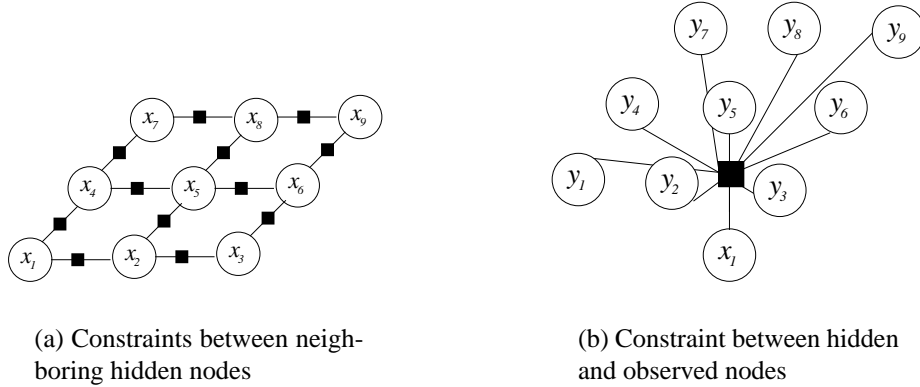 y7 y8 y9
x7 x8 x9
y4 y5 y6
x4 x5 x6
y1 y2 y3
x1 x2 x3
x1
(a) Constraints between neigh-
boring hidden nodes
(b) Constraint between hidden
and observed nodes